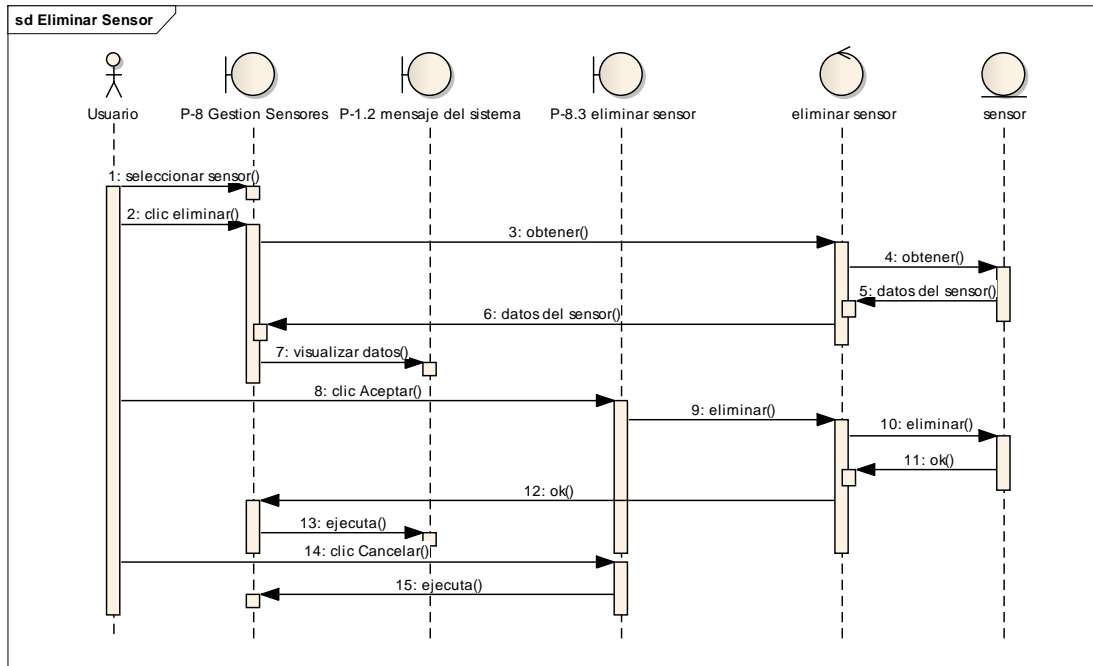 sd Eliminar Sensor
Usuario
P-8 Gestion Sensores
P-1.2 mensaje del sistema
P-8.3 eliminar sensor
eliminar sensor
sensor
1: seleccionar sensor()
2: clic eliminar()
3: obtener()
4: obtener()
5: datos del sensor()
6: datos del sensor()
7: visualizar datos()
8: clic Aceptar()
9: eliminar()
10: eliminar()
11: ok()
12: ok()
13: ejecuta()
14: clic Cancelar()
15: ejecuta()